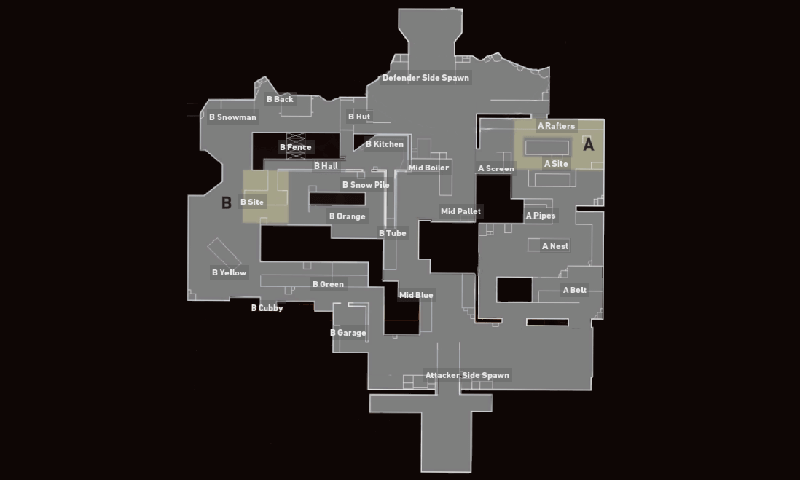 Defender Side Spawn
B Back
B Snowman
B Hut
A Rafters
B Kitchen
B Fence
A
B Hall
Mid Boiler
A Screen
A Site
B Snow Pile
B Site
B
B Orange
Mid Pallet
A Pipes
B Tube
A Nest
B Yellow
B Green
Mid Blue
A Belt
B Cubby
B Garage
Attacker Side Spawn